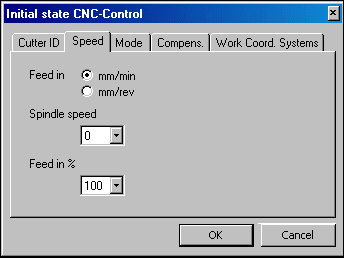 Initial state CNC-Control
Cutter ID Speed Mode Compens. Work Coord. Systems
Feed in mm/min
mm/rev
Spindle speed
0
Feed in %
100
OK Cancel